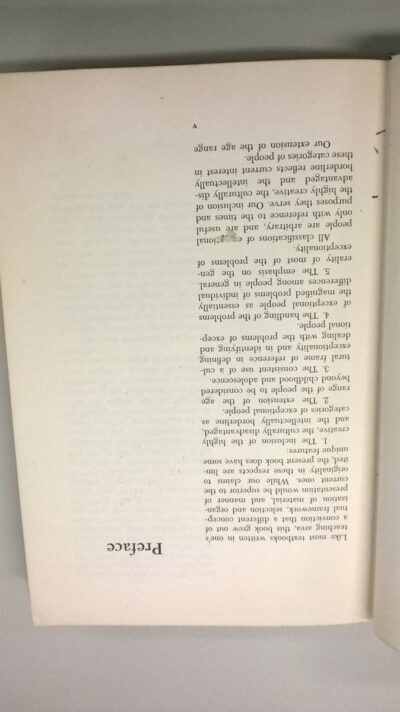 Preface
Like most textbooks written in one's
teaching area, this book grew out of
a conviction that a different concep-
tual framework, selection and organ-
ization of material, and manner of
presentation would be superior to the
current ones. While our claims to
originality in these respects are lim-
ited, the present book does have some
unique features:
1. The inclusion of the highly
creative, the culturally disadvantaged,
and the intellectually borderline as
categories of exceptional people.
2. The extension of the age
range of the people to be considered
beyond childhood and adolescence.
3. The consistent use of a cul-
tural frame of reference in defining
exceptionality and in identifying and
dealing with the problems of excep-
tional people.
4. The handling of the problems
of exceptional people as essentially
the magnified problems of individual
differences among people in general.
5. The emphasis on the gen-
erality of most of the problems of
exceptionality.
All classifications of
people are arbitrary, and are useful
only with reference to the times and
purposes they serve. Our inclusion of
the highly creative, the culturally dis-
advantaged and the intellectually
borderline reflects current interest in
these categories of people.
Our extension of the age range
v